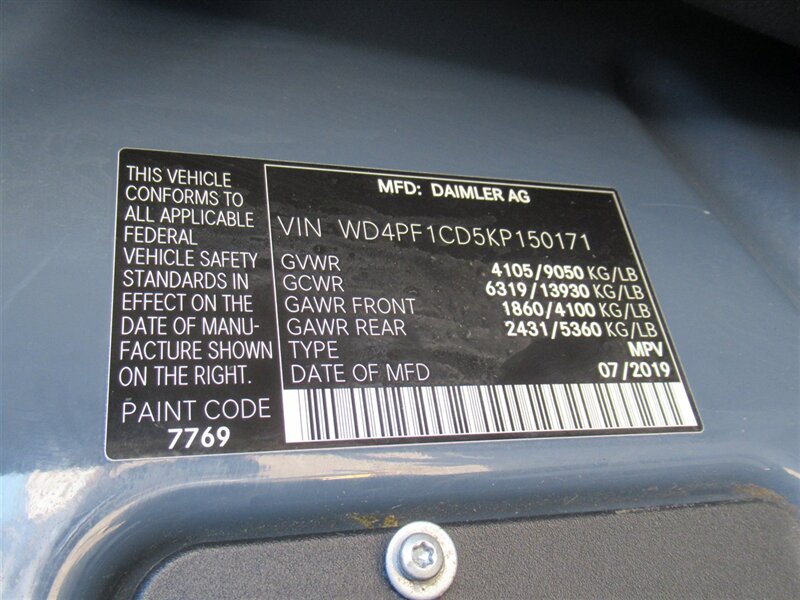 THIS VEHICLE
CONFORMS TO
ALL APPLICABLE
FEDERAL
VEHICLE SAFETY
STANDARDS IN
EFFECT ON THE
DATE OF MANU-
FACTURE SHOWN
ON THE RIGHT.
PAINT CODE
7769
MFD: DAIMLER AG
VIN WD4PF1CD5KP150171
GVWR 4105/9050 KG/LB
GCWR 6319/13930 KG/LB
GAWR FRONT 1860/4100 KG/LB
GAWR REAR 2431/5360 KG/LB
TYPE MPV
DATE OF MFD 07/2019